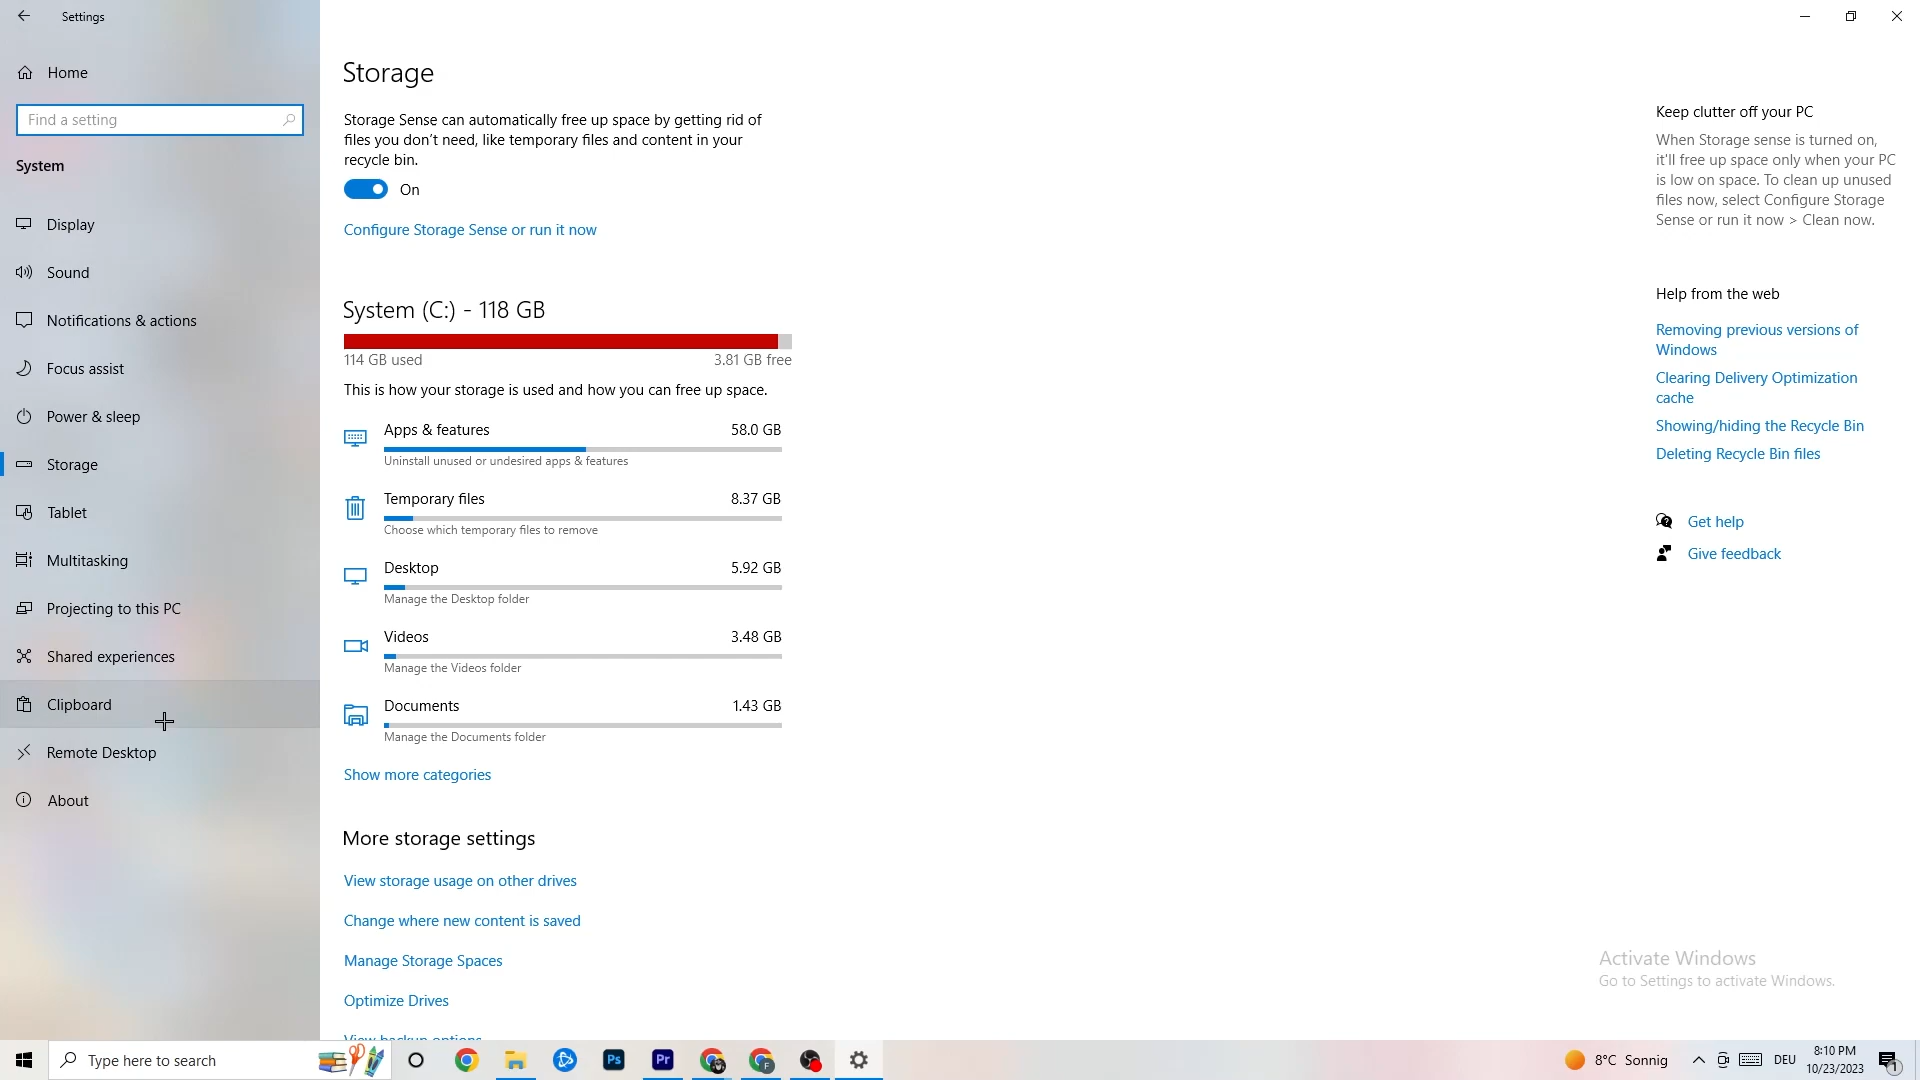 Settings
Home
Find a setting
System
Display
Sound
Notifications & actions
Focus assist
Power & sleep
Storage
Tablet
Multitasking
Projecting to this PC
Shared experiences
Clipboard
Remote Desktop
About
Storage
Storage Sense can automatically free up space by getting rid of
files you don't need, like temporary files and content in your
recycle bin.
On
Configure Storage Sense or run it now
System (C:) - 118 GB
114 GB used
3.81 GB free
This is how your storage is used and how you can free up space.
Apps & features 58.0 GB
Uninstall unused or undesired apps & features
Temporary files 8.37 GB
Choose which temporary files to remove
Desktop 5.92 GB
Manage the Desktop folder
Videos 3.48 GB
Manage the Videos folder
Documents 1.43 GB
Manage the Documents folder
Show more categories
More storage settings
View storage usage on other drives
Change where new content is saved
Manage Storage Spaces
Optimize Drives
View backup options
Keep clutter off your PC
When Storage sense is turned on,
it'll free up space only when your PC
is low on space. To clean up unused
files now, select Configure Storage
Sense or run it now > Clean now.
Help from the web
Removing previous versions of
Windows
Clearing Delivery Optimization
cache
Showing/hiding the Recycle Bin
Deleting Recycle Bin files
Get help
Give feedback
Activate Windows
Go to Settings to activate Windows.
Type here to search
Ps
Pr
F
8°C Sonnig
DEU
8:10 PM
10/23/2023
1